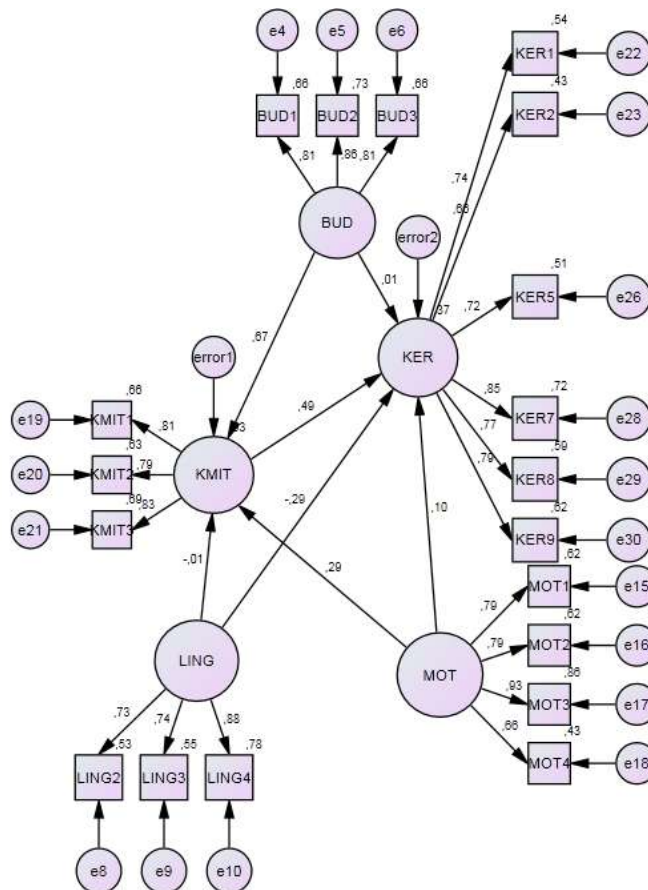 e4
e5
e6
,54
KER1
e22
,66
,73
,66
,43
BUD1
BUD2
BUD3
KER2
e23
,81
,86
,81
,74
,66
BUD
error2
,01
,51
KER5
e26
,37
,72
,67
error1
KER
,66
,85
,72
KER7
e28
e19
KMIT1
,81
,49
,77
,59
,63
e20
KMIT2
,79
KMIT
KER8
e29
,79
,69
,83
,62
e21
KMIT3
-,29
KER9
e30
,10
,62
-,01
,29
MOT1
e15
,79
,62
LING
MOT
,79
MOT2
e16
,86
,93
MOT3
e17
,73
,74
,88
,66
,43
,53
,55
,78
MOT4
e18
LING2
LING3
LING4
e8
e9
e10